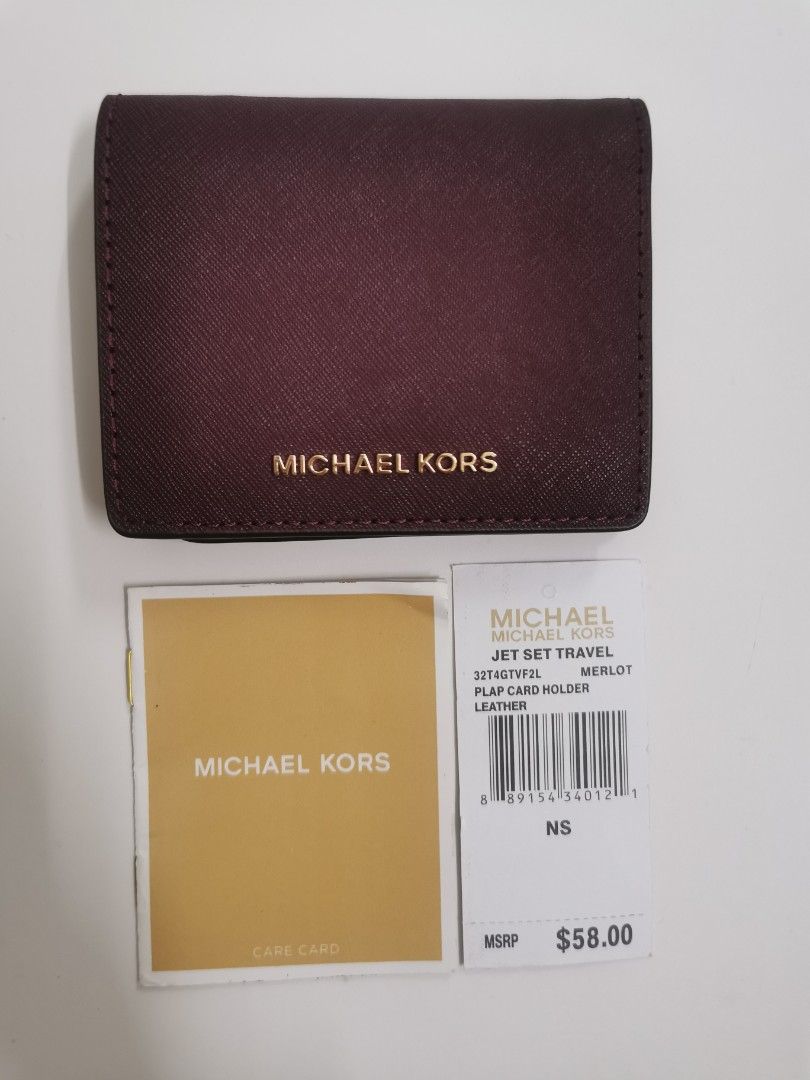 MICHAEL KORS
MICHAEL KORS
CARE CARD
MICHAEL
MICHAEL KORS
JET SET TRAVEL
32T4GTVF2L MERLOT
PLAP CARD HOLDER
LEATHER
8 89154 34012 1
NS
MSRP $58.00